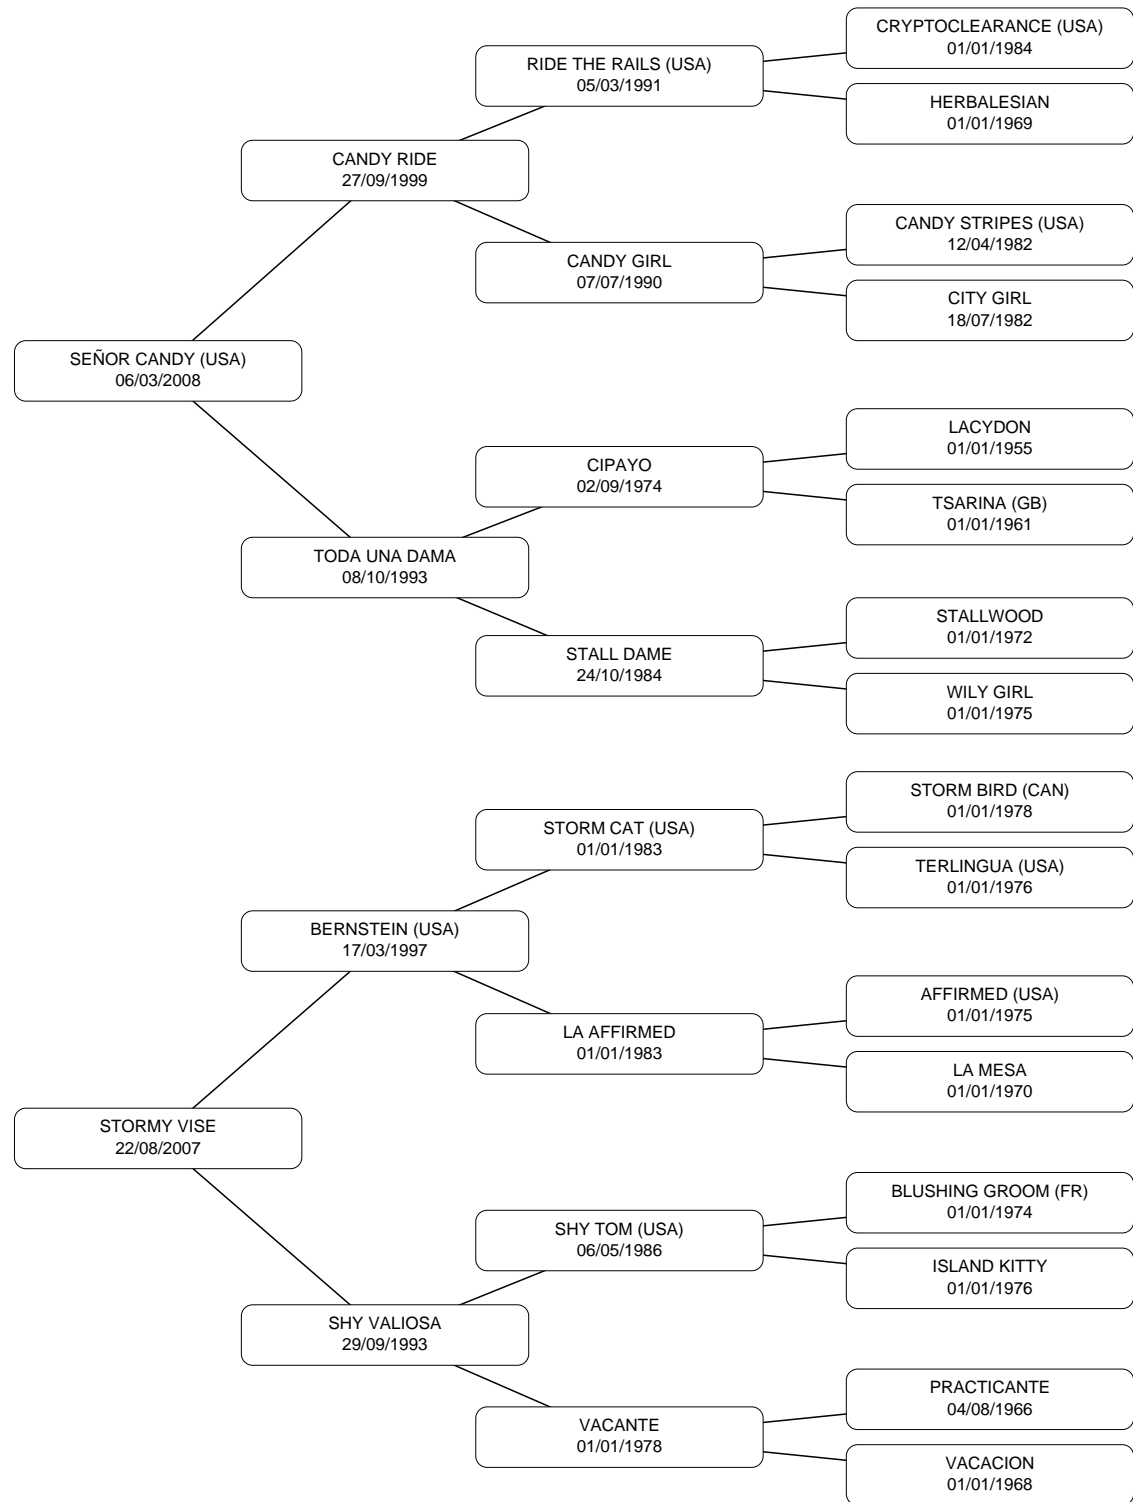 CRYPTOCLEARANCE (USA)
01/01/1984
RIDE THE RAILS (USA)
05/03/1991
HERBALESIAN
01/01/1969
CANDY RIDE
27/09/1999
CANDY STRIPES (USA)
12/04/1982
CANDY GIRL
07/07/1990
CITY GIRL
18/07/1982
SEÑOR CANDY (USA)
06/03/2008
LACYDON
01/01/1955
CIPAYO
02/09/1974
TSARINA (GB)
01/01/1961
TODA UNA DAMA
08/10/1993
STALLWOOD
01/01/1972
STALL DAME
24/10/1984
WILY GIRL
01/01/1975
STORM BIRD (CAN)
01/01/1978
STORM CAT (USA)
01/01/1983
TERLINGUA (USA)
01/01/1976
BERNSTEIN (USA)
17/03/1997
AFFIRMED (USA)
01/01/1975
LA AFFIRMED
01/01/1983
LA MESA
01/01/1970
STORMY VISE
22/08/2007
BLUSHING GROOM (FR)
01/01/1974
SHY TOM (USA)
06/05/1986
ISLAND KITTY
01/01/1976
SHY VALIOSA
29/09/1993
PRACTICANTE
04/08/1966
VACANTE
01/01/1978
VACACION
01/01/1968